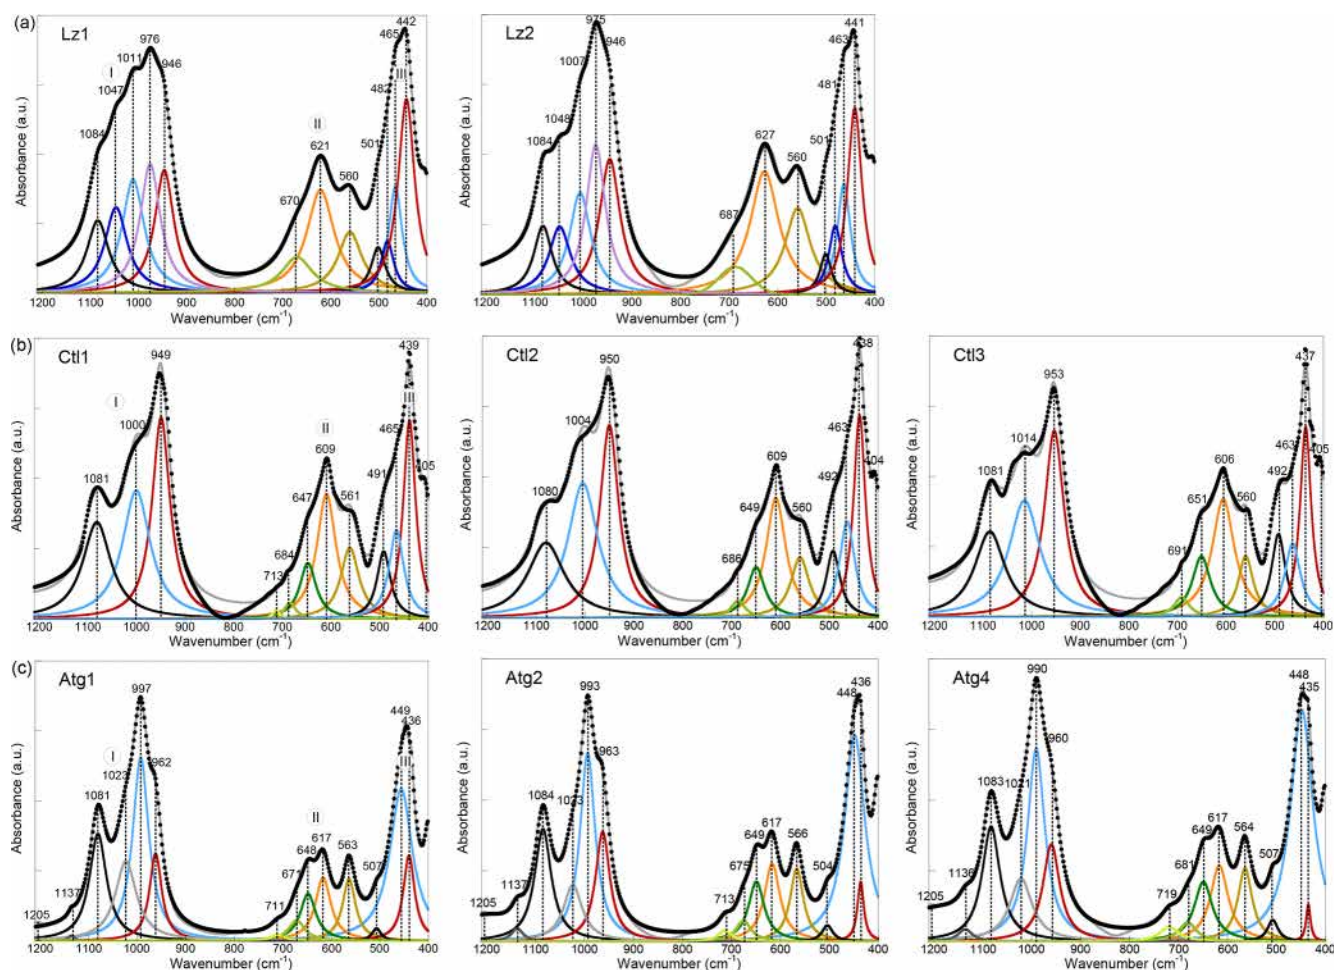 (a)
Lz1
I
1084
1047
1011
976
946
II
670
621
560
501
482
465
442
III
Absorbance (a.u.)
1200 1100 1000 900 800 700 600 500 400
Wavenumber (cm⁻¹)
Lz2
1084
1048
1007
975
946
687
627
560
501
481
463
441
Absorbance (a.u.)
1200 1100 1000 900 800 700 600 500 400
Wavenumber (cm⁻¹)
(b)
Ctl1
I
1081
1000
949
II
713
684
647
609
561
491
465
439
III
405
Absorbance (a.u.)
1200 1100 1000 900 800 700 600 500 400
Wavenumber (cm⁻¹)
Ctl2
1080
1004
950
686
649
609
560
492
463
438
404
Absorbance (a.u.)
1200 1100 1000 900 800 700 600 500 400
Wavenumber (cm⁻¹)
Ctl3
1081
1014
953
691
651
606
560
492
463
437
405
Absorbance (a.u.)
1200 1100 1000 900 800 700 600 500 400
Wavenumber (cm⁻¹)
(c)
Atg1
I
1205
1137
1081
1023
997
962
II
711
671
648
617
563
507
449
436
III
Absorbance (a.u.)
1200 1100 1000 900 800 700 600 500 400
Wavenumber (cm⁻¹)
Atg2
1205
1137
1084
1023
993
963
713
675
649
617
566
504
448
436
Absorbance (a.u.)
1200 1100 1000 900 800 700 600 500 400
Wavenumber (cm⁻¹)
Atg4
1205
1136
1083
1021
990
960
719
681
649
617
564
507
448
435
Absorbance (a.u.)
1200 1100 1000 900 800 700 600 500 400
Wavenumber (cm⁻¹)